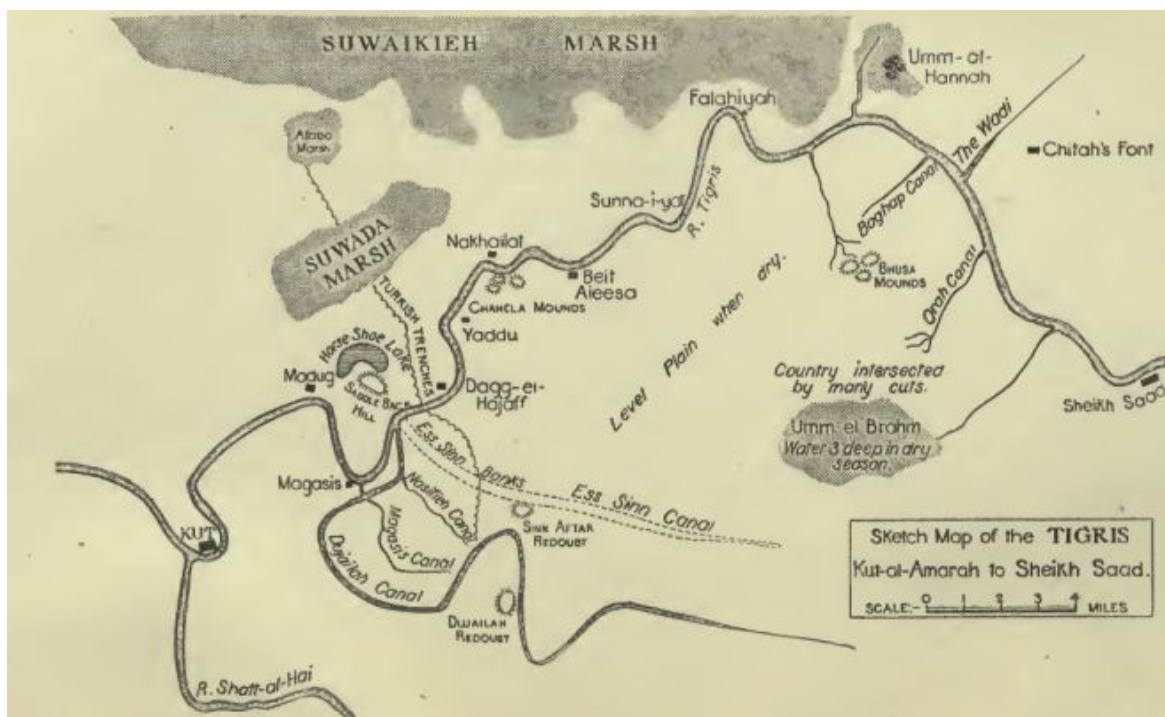 SUWAIKIEH MARSH
Umm-al-
Hannah
Falahiyah
Marsh
The Wadi
Chitah's Font
Baghap Canal
Sunna-i-yat
R. Tigris
SUWADA
MARSH
Nakhailat
Beit
Aieesa
BHUSA
MOUNDS
Orah Canal
TURKISH TRENCHES
CHAHELA MOUNDS
Yaddu
Level Plain when dry.
Horse Shoe Lake
Madug
SADDLE BACK
HILL
Dagg-el-
Hajaff
Country intersected
by many cuts.
Sheikh Saad
Umm el Brahm
Water 3' deep in dry
season.
Ess Sinn Banks
Ess Sinn Canal
Magasis
Nasifieh Canal
SINN AFTAR
REDOUBT
KUT
Magasis Canal
Dujailah Canal
DUJAILAH
REDOUBT
R. Shatt-al-Hai
Sketch Map of the TIGRIS
Kut-al-Amarah to Sheikh Saad.
SCALE:- 0 1 2 3 4 MILES